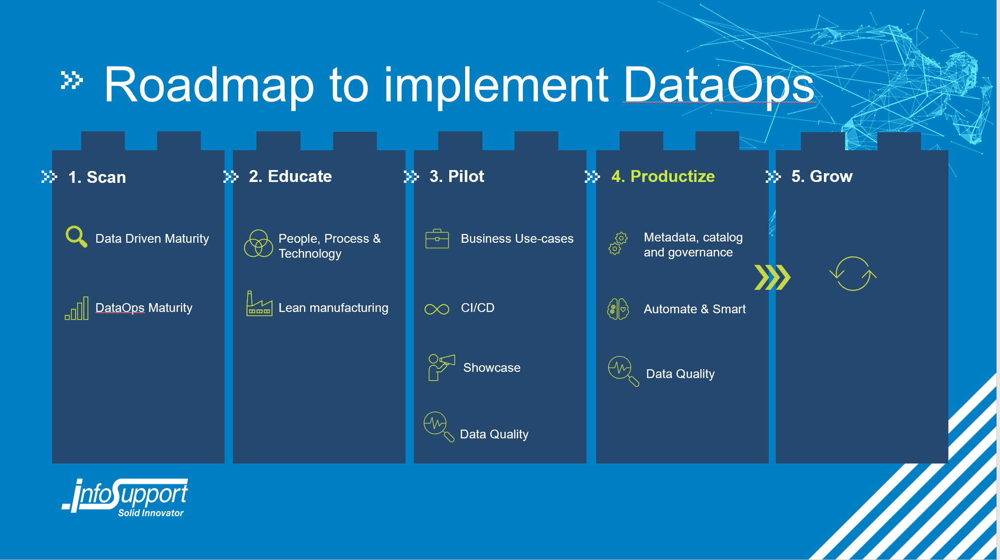 Roadmap to implement DataOps
1. Scan
Data Driven Maturity
DataOps Maturity
2. Educate
People, Process &
Technology
Lean manufacturing
3. Pilot
Business Use-cases
CI/CD
Showcase
Data Quality
4. Productize
Metadata, catalog
and governance
Automate & Smart
Data Quality
5. Grow
infoSupport
Solid Innovator